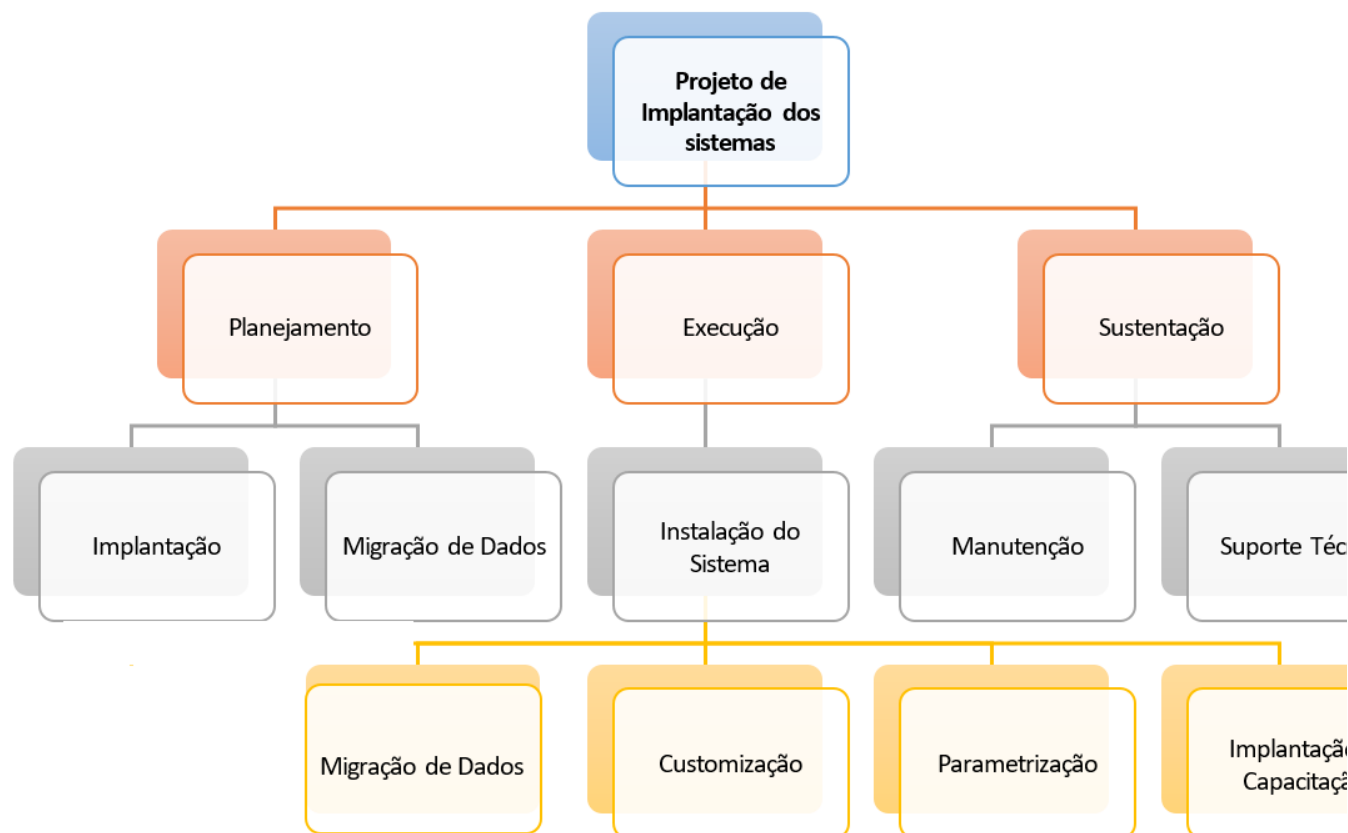 Projeto de
Implantação dos
sistemas
Planejamento
Execução
Sustentação
Implantação
Migração de Dados
Instalação do
Sistema
Manutenção
Suporte
Migração de Dados
Customização
Parametrização
Implantação